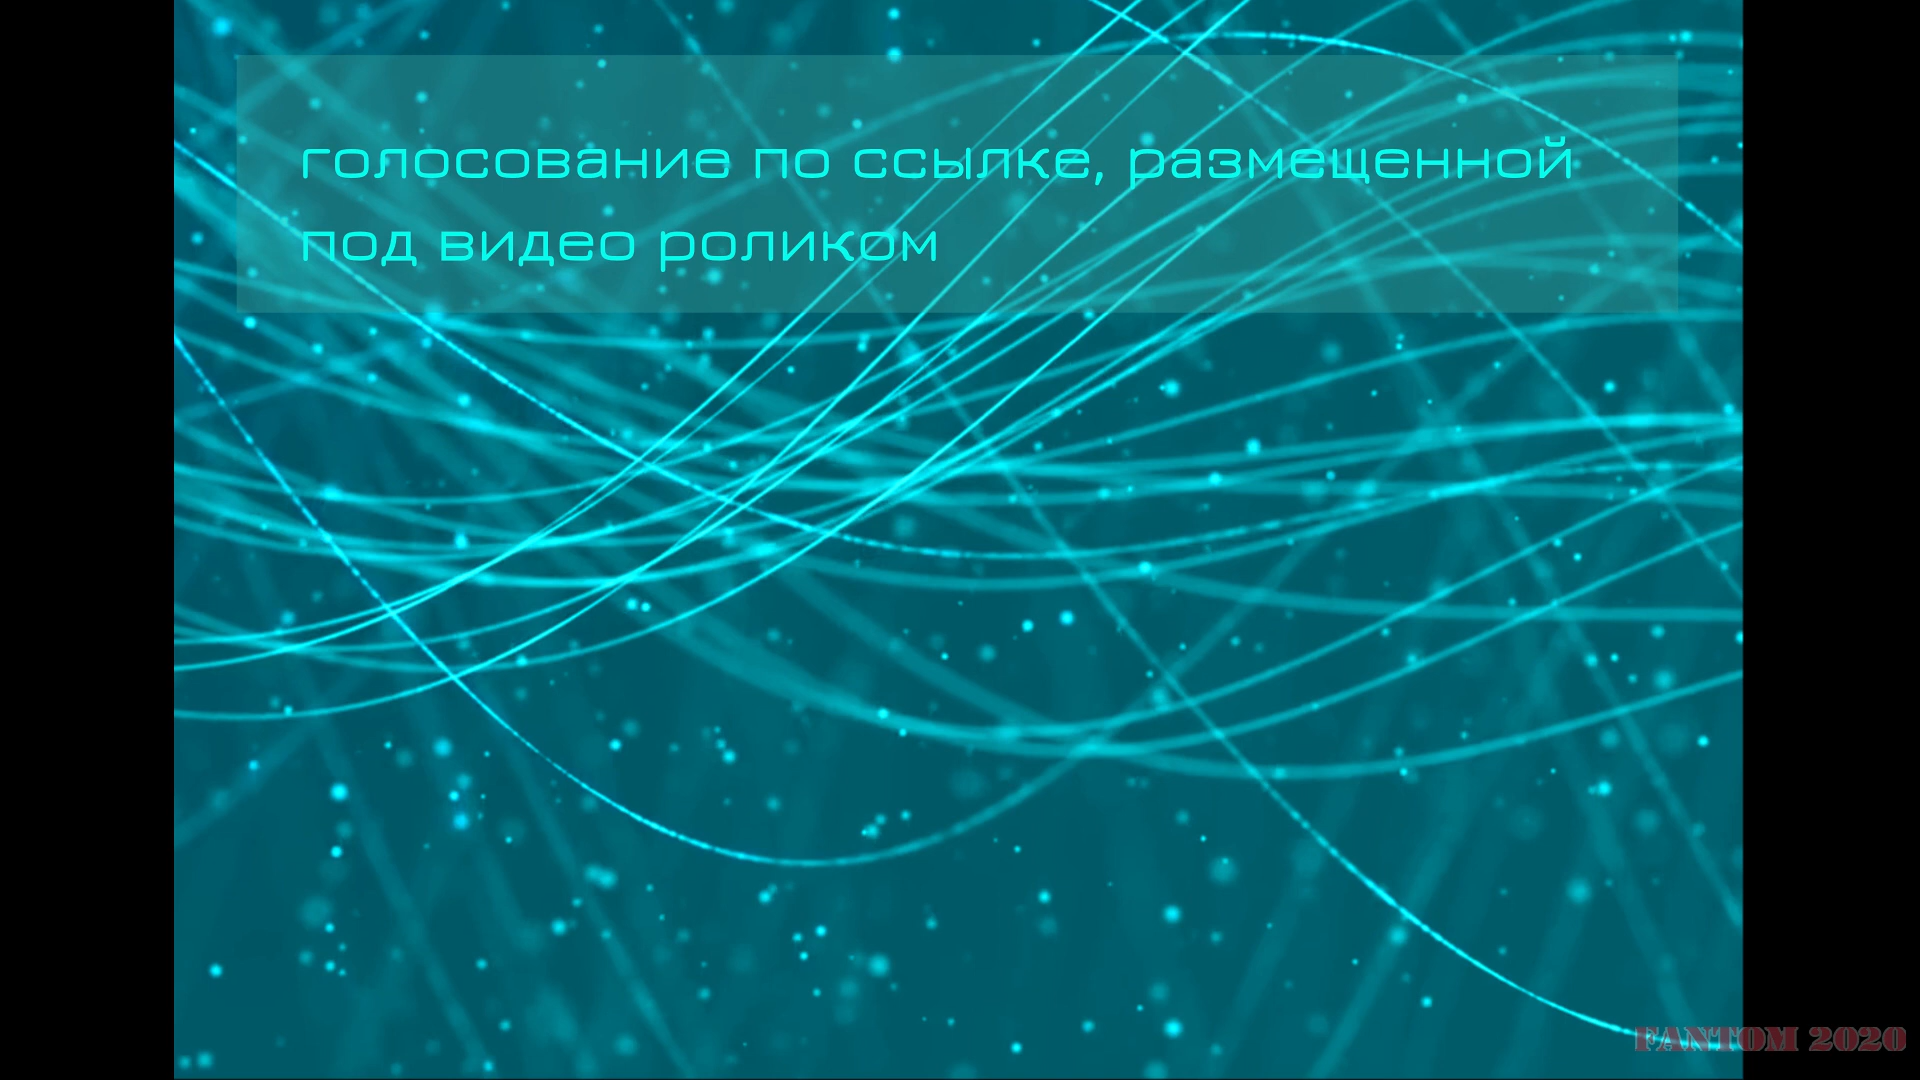 голосование по ссылке, размещенной
под видео роликом
FANTOM 2020